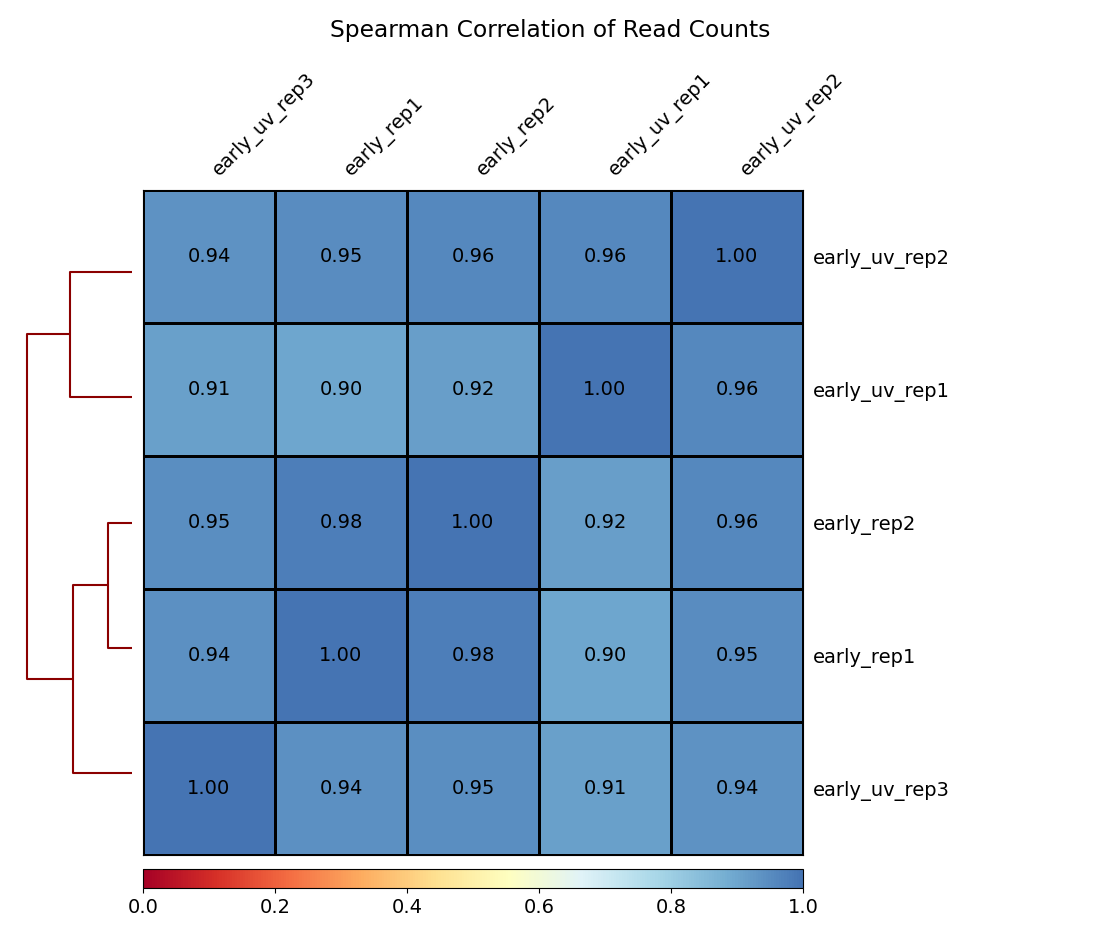 Spearman Correlation of Read Counts
early_uv_rep3 early_rep1 early_rep2 early_uv_rep1 early_uv_rep2
0.94 0.95 0.96 0.96 1.00 early_uv_rep2
0.91 0.90 0.92 1.00 0.96 early_uv_rep1
0.95 0.98 1.00 0.92 0.96 early_rep2
0.94 1.00 0.98 0.90 0.95 early_rep1
1.00 0.94 0.95 0.91 0.94 early_uv_rep3
0.0 0.2 0.4 0.6 0.8 1.0